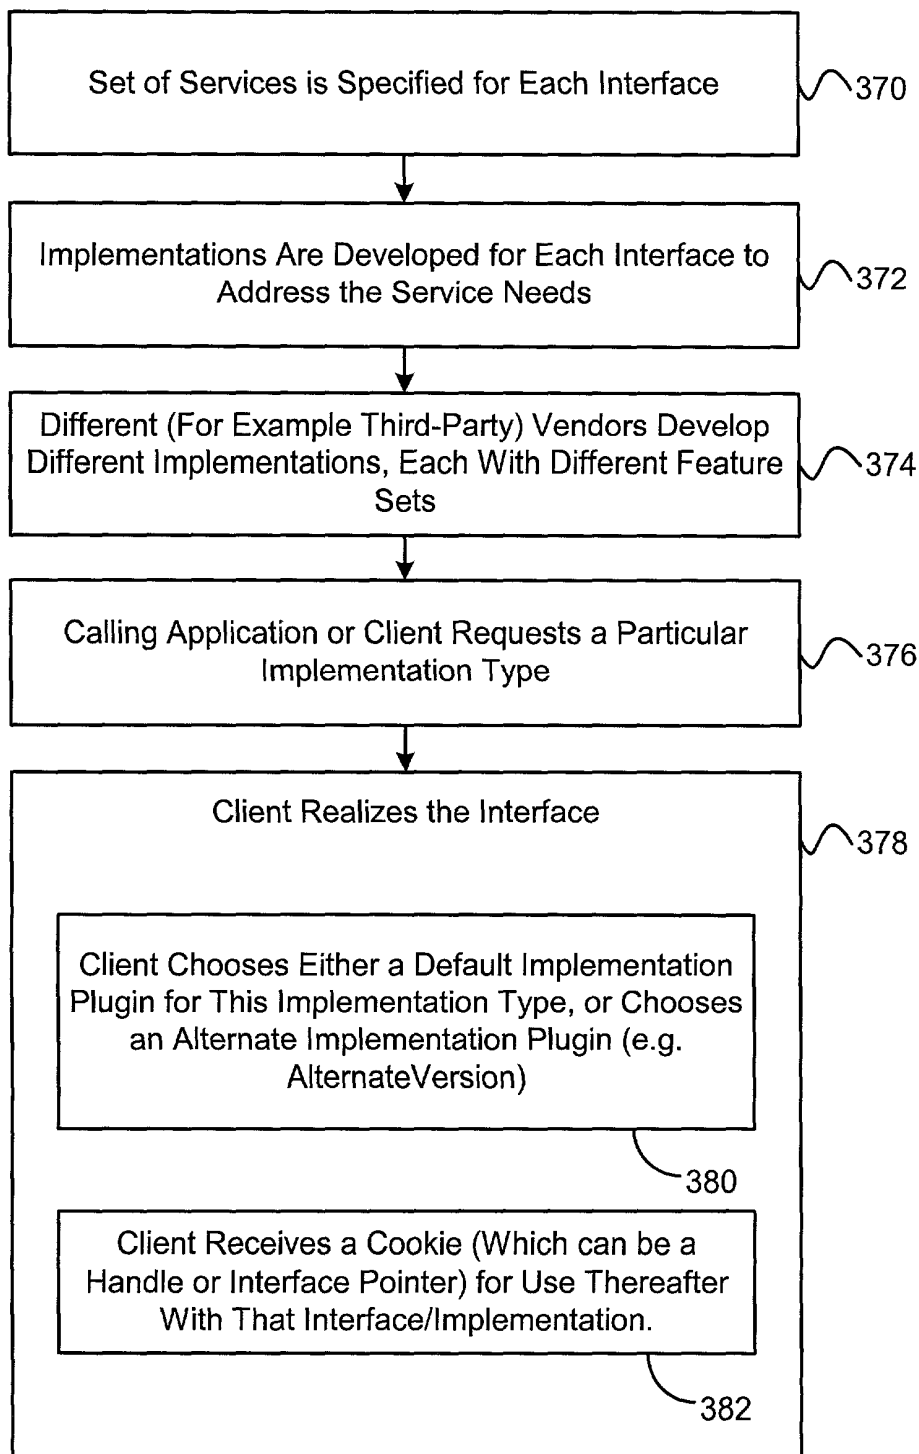 Set of Services is Specified for Each Interface
370
Implementations Are Developed for Each Interface to
Address the Service Needs
372
Different (For Example Third-Party) Vendors Develop
Different Implementations, Each With Different Feature
Sets
374
Calling Application or Client Requests a Particular
Implementation Type
376
Client Realizes the Interface
378
Client Chooses Either a Default Implementation
Plugin for This Implementation Type, or Chooses
an Alternate Implementation Plugin (e.g.
AlternateVersion)
380
Client Receives a Cookie (Which can be a
Handle or Interface Pointer) for Use Thereafter
With That Interface/Implementation.
382